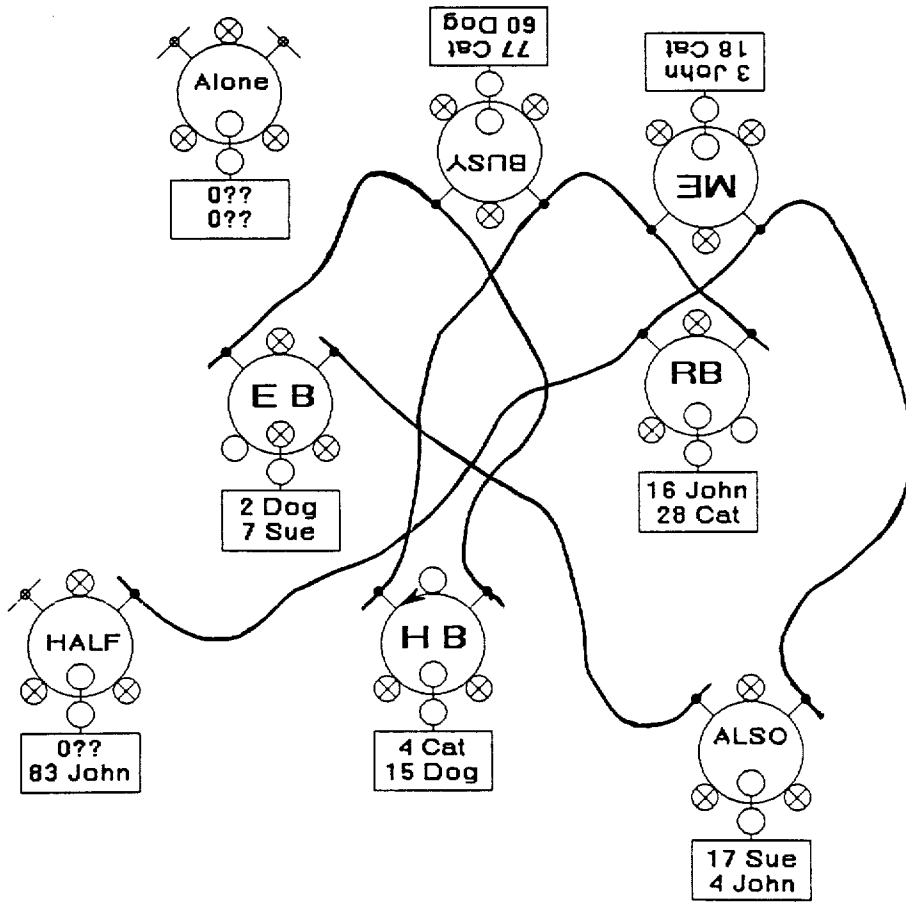 Alone
0??
0??
77 Cat
60 Dog
BUSY
3 John
18 Cat
ME
E B
2 Dog
7 Sue
RB
16 John
28 Cat
HALF
0??
83 John
H B
4 Cat
15 Dog
ALSO
17 Sue
4 John